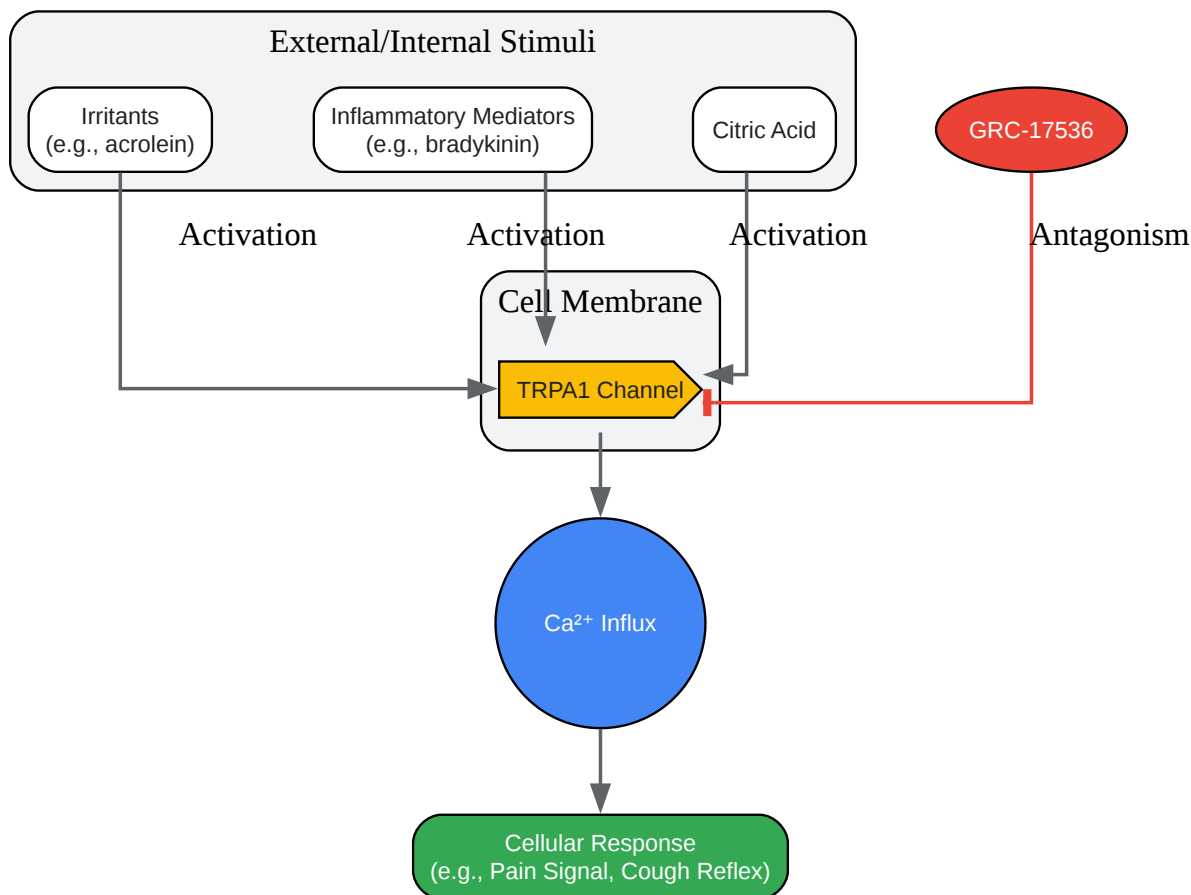 External/Internal Stimuli
Irritants
(e.g., acrolein)
Inflammatory Mediators
(e.g., bradykinin)
Citric Acid
GRC-17536
Activation
Activation
Activation
Antagonism
Cell Membrane
TRPA1 Channel
Ca²⁺ Influx
Cellular Response
(e.g., Pain Signal, Cough Reflex)